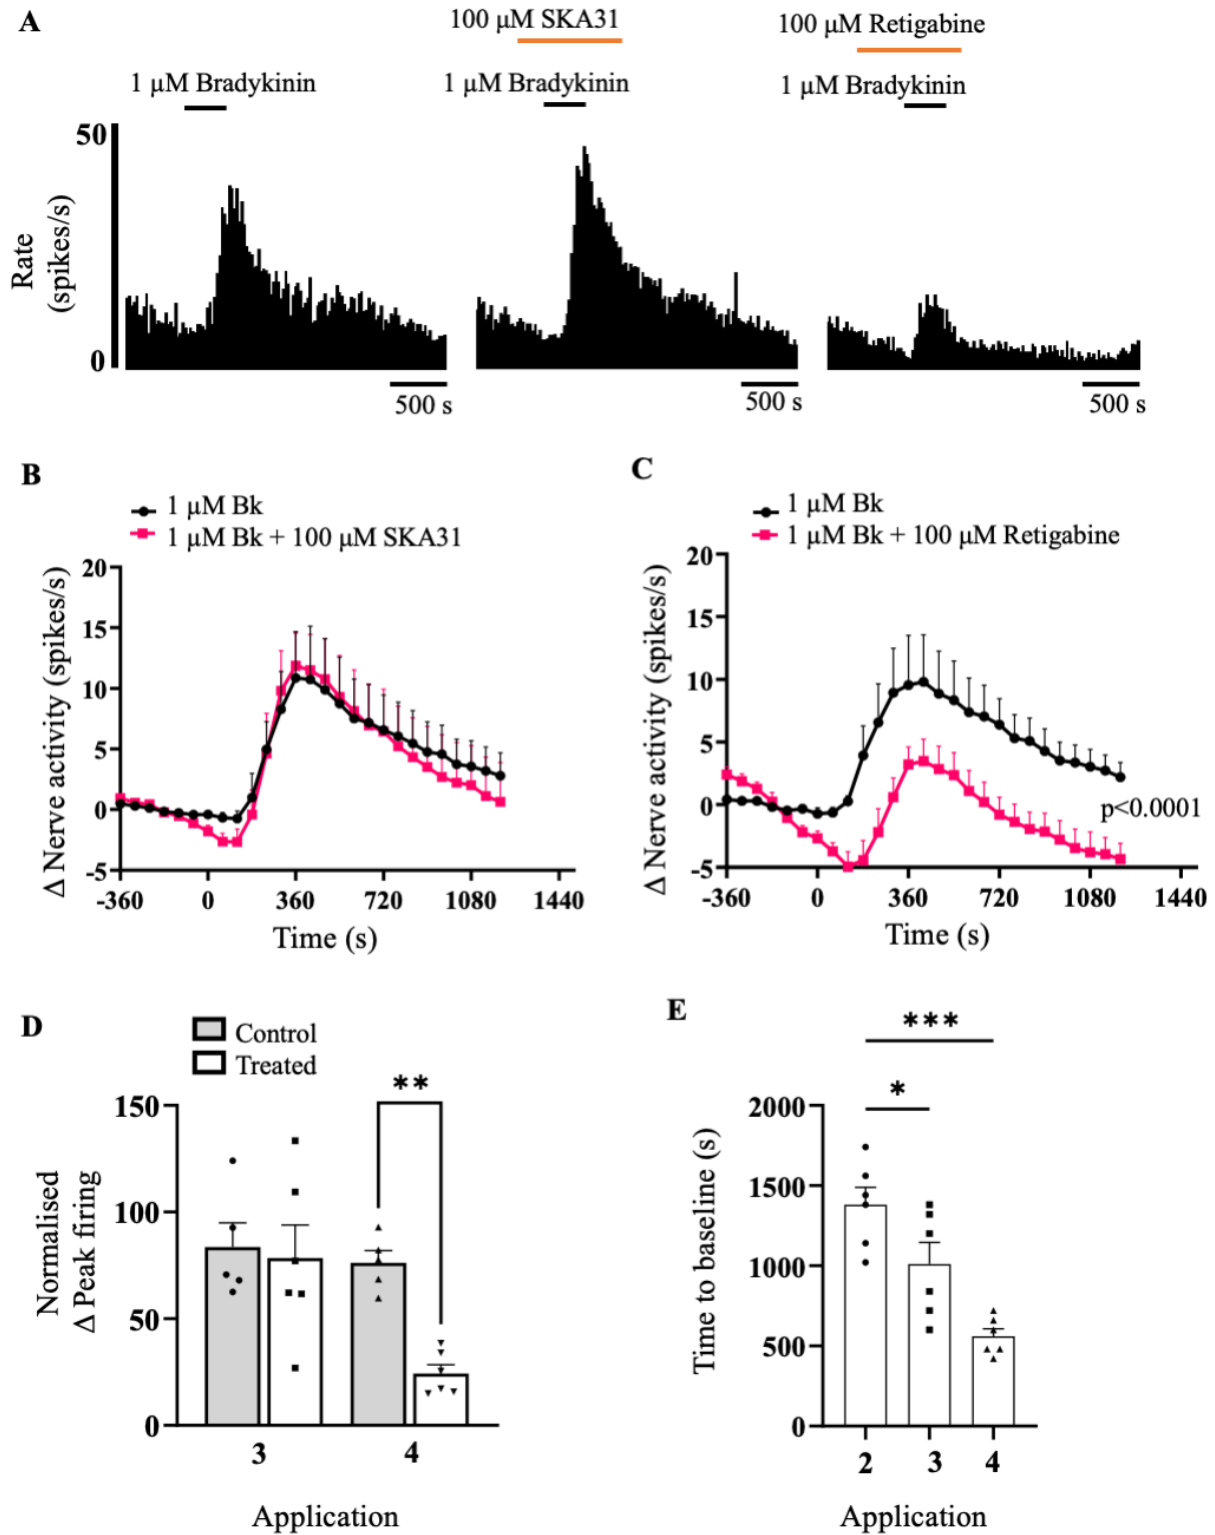 A
100 μM SKA31
100 μM Retigabine
1 μM Bradykinin
1 μM Bradykinin
1 μM Bradykinin
50
Rate
(spikes/s)
0
500 s
500 s
500 s
B
1 μM Bk
1 μM Bk + 100 μM SKA31
20
15
10
5
0
-5
Δ Nerve activity (spikes/s)
-360 0 360 720 1080 1440
Time (s)
C
1 μM Bk
1 μM Bk + 100 μM Retigabine
20
15
10
5
0
-5
Δ Nerve activity (spikes/s)
p<0.0001
-360 0 360 720 1080 1440
Time (s)
D
Control
Treated
**
150
100
50
0
Normalised
Δ Peak firing
3 4
Application
E
***
*
2000
1500
1000
500
0
Time to baseline (s)
2 3 4
Application